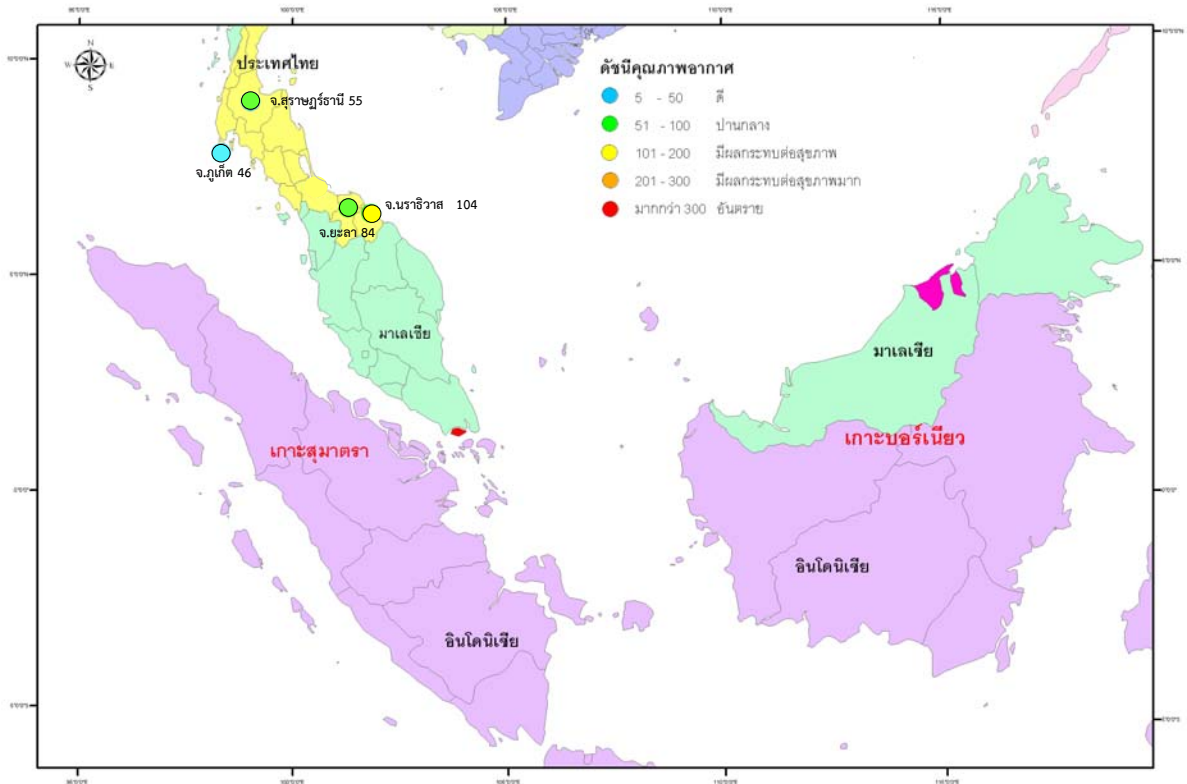 N
W E
S
ประเทศไทย
จ.สุราษฏร์ธานี 55
จ.ภูเก็ต 46
จ.นราธิวาส 104
จ.ยะลา 84
ดัชนีคุณภาพอากาศ
5 - 50 ดี
51 - 100 ปานกลาง
101 - 200 มีผลกระทบต่อสุขภาพ
201 - 300 มีผลกระทบต่อสุขภาพมาก
มากกว่า 300 อันตราย
มาเลเซีย
มาเลเซีย
เกาะสุมาตรา
เกาะบอร์เนียว
อินโดนิเซีย
อินโดนิเซีย